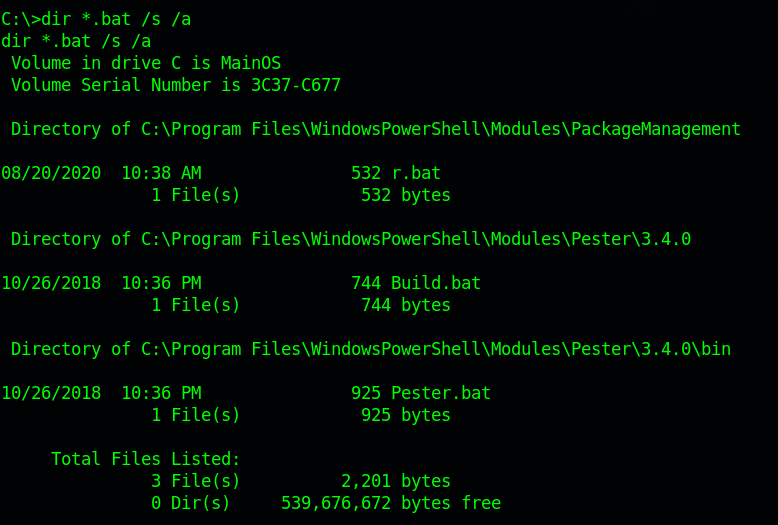 C:\>dir *.bat /s /a
dir *.bat /s /a
 Volume in drive C is MainOS
 Volume Serial Number is 3C37-C677

 Directory of C:\Program Files\WindowsPowerShell\Modules\PackageManagement

08/20/2020  10:38 AM               532 r.bat
               1 File(s)            532 bytes

 Directory of C:\Program Files\WindowsPowerShell\Modules\Pester\3.4.0

10/26/2018  10:36 PM               744 Build.bat
               1 File(s)            744 bytes

 Directory of C:\Program Files\WindowsPowerShell\Modules\Pester\3.4.0\bin

10/26/2018  10:36 PM               925 Pester.bat
               1 File(s)            925 bytes

     Total Files Listed:
               3 File(s)          2,201 bytes
               0 Dir(s)     539,676,672 bytes free